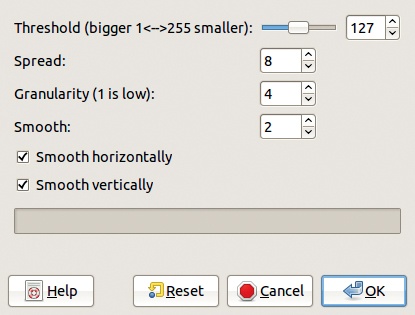 Threshold (bigger 1<-->255 smaller): 127
Spread: 8
Granularity (1 is low): 4
Smooth: 2
Smooth horizontally
Smooth vertically
Help Reset Cancel OK